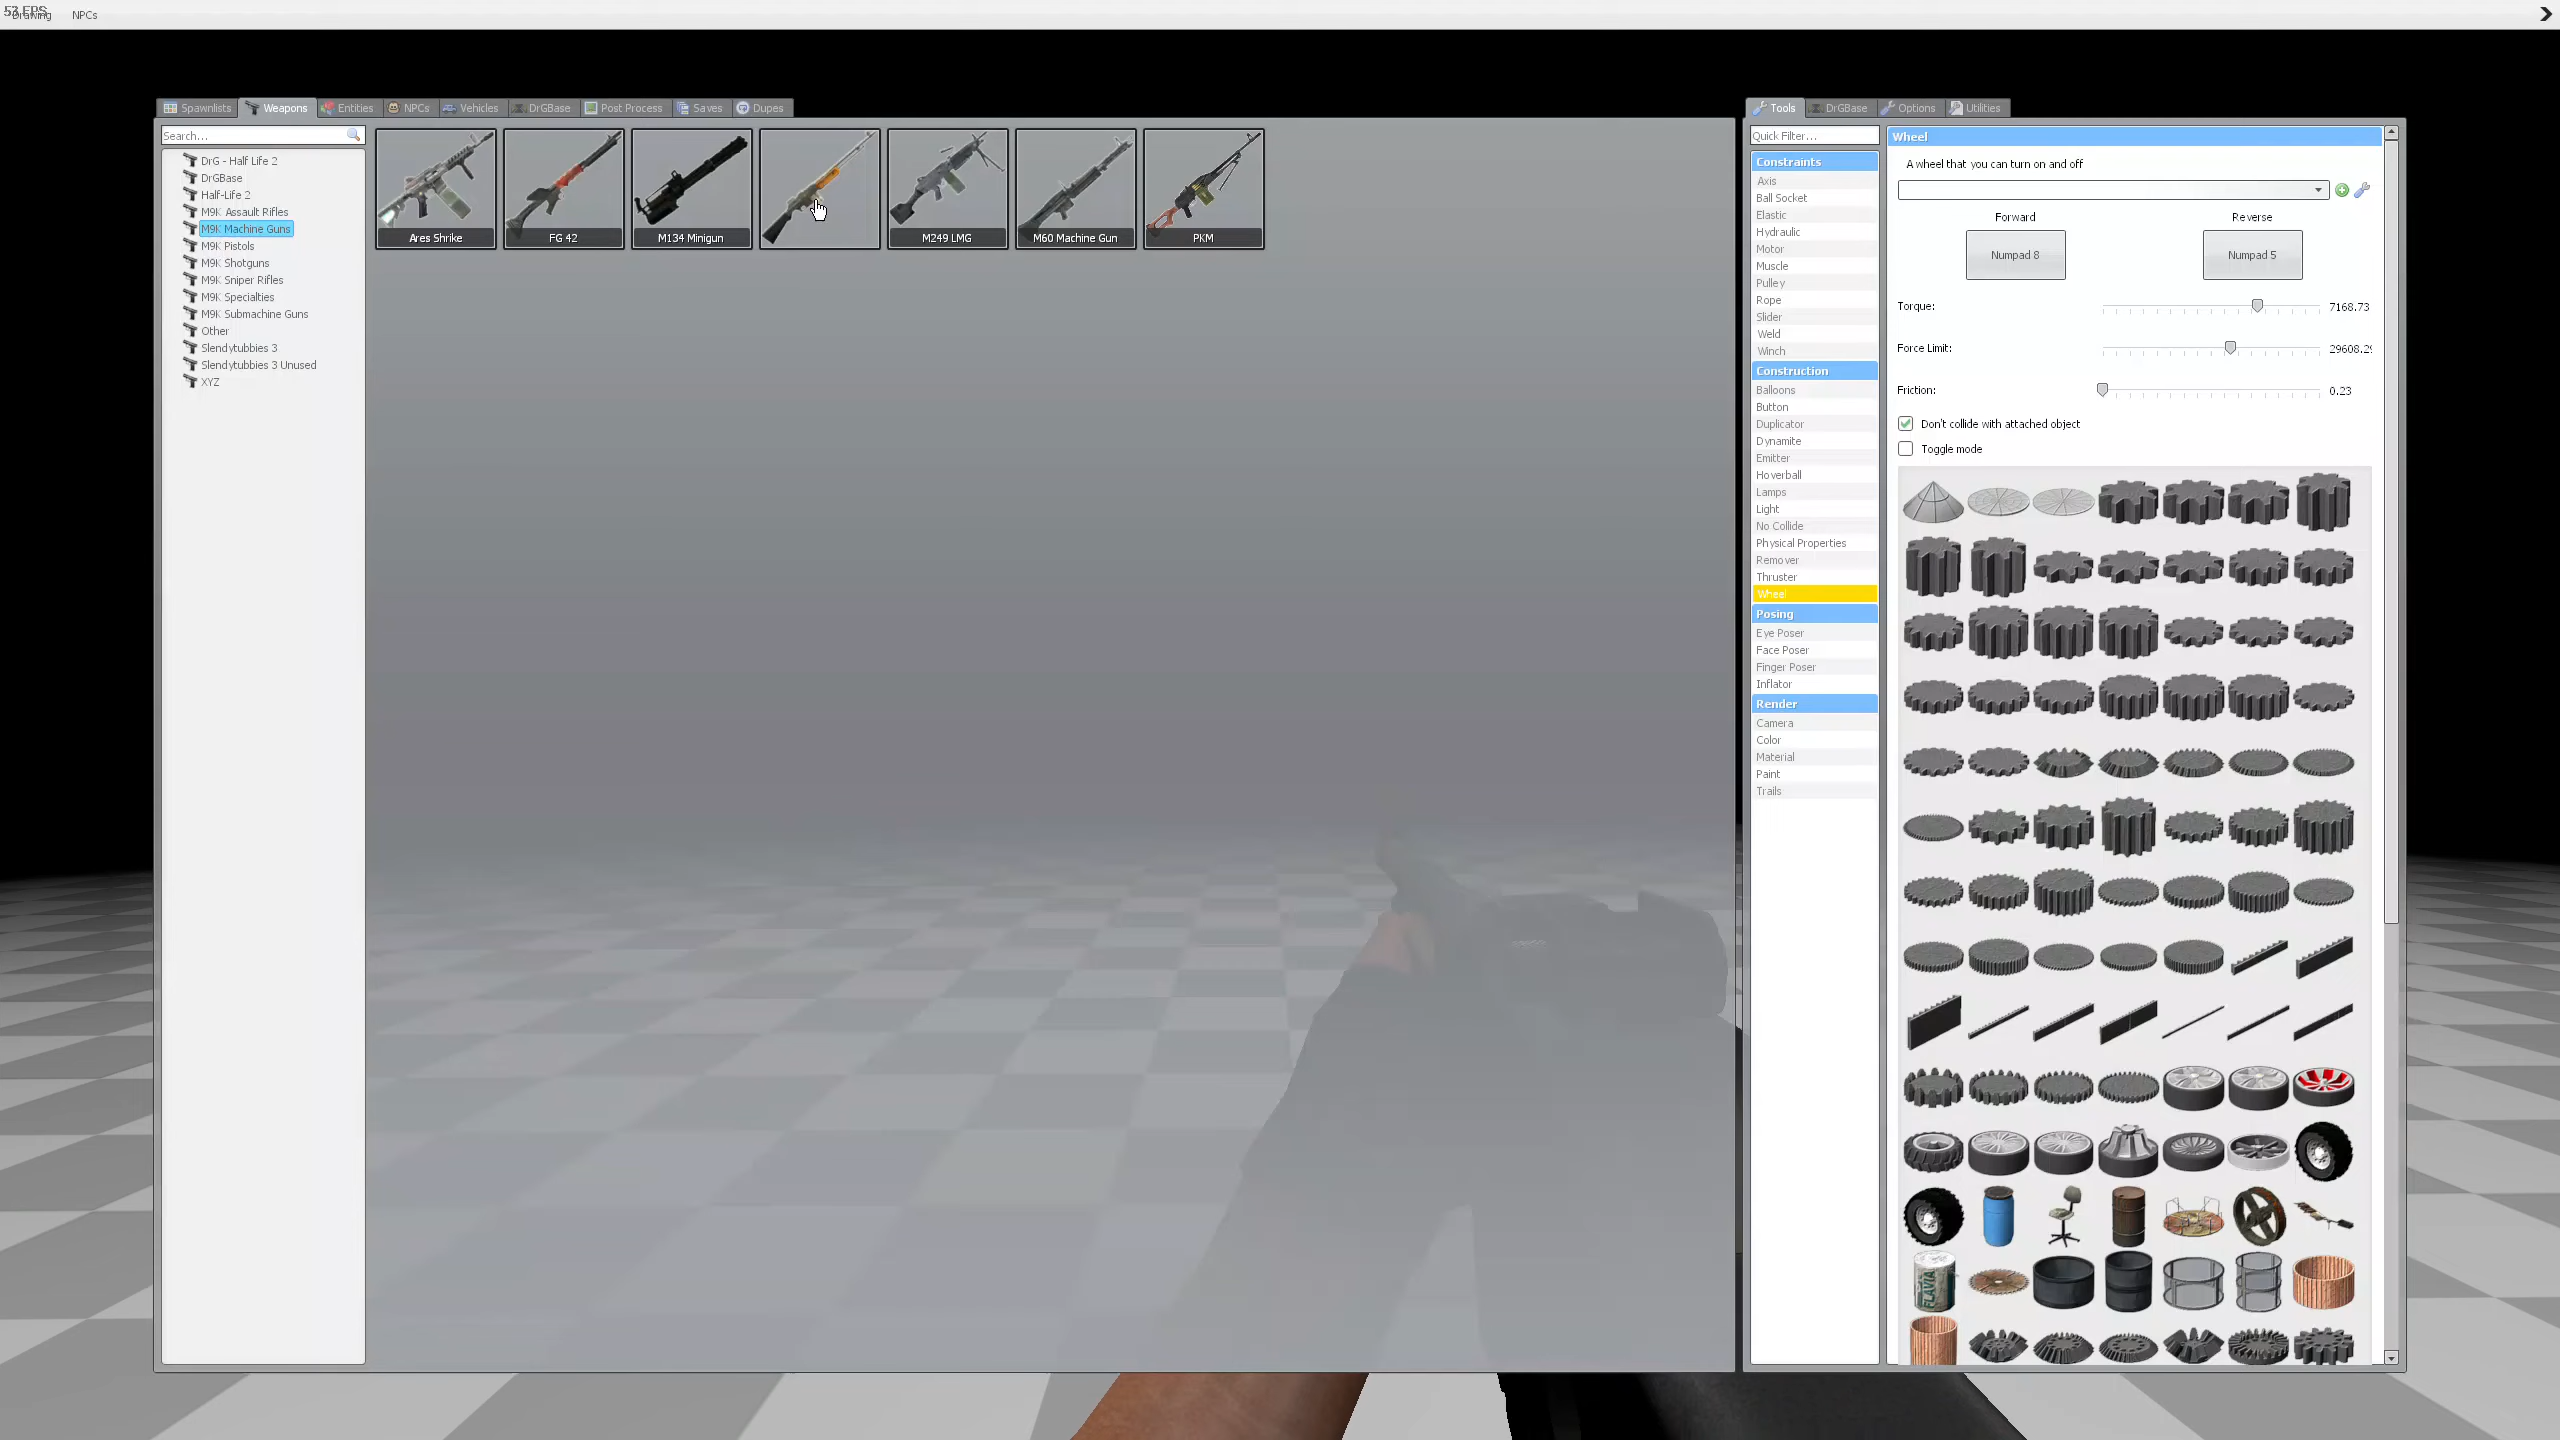 53 FPS
Drawing NPCs
Spawnlists Weapons Entities NPCs Vehicles DrGBase Post Process Saves Dupes
Search...
DrG - Half Life 2
DrGBase
Half-Life 2
M9K Assault Rifles
M9K Machine Guns
M9K Pistols
M9K Shotguns
M9K Sniper Rifles
M9K Specialties
M9K Submachine Guns
Other
Slendytubbies 3
Slendytubbies 3 Unused
XYZ
Ares Shrike FG 42 M134 Minigun M249 LMG M60 Machine Gun PKM
Tools DrGBase Options Utilities
Quick Filter...
Constraints
Axis
Ball Socket
Elastic
Hydraulic
Motor
Muscle
Pulley
Rope
Slider
Weld
Winch
Construction
Balloons
Button
Duplicator
Dynamite
Emitter
Hoverball
Lamps
Light
No Collide
Physical Properties
Remover
Thruster
Wheel
Posing
Eye Poser
Face Poser
Finger Poser
Inflator
Render
Camera
Color
Material
Paint
Trails
Wheel
A wheel that you can turn on and off
Forward Reverse
Numpad 8 Numpad 5
Torque: 7168.73
Force Limit: 29608.29
Friction: 0.23
Don't collide with attached object
Toggle mode
FLAVIA